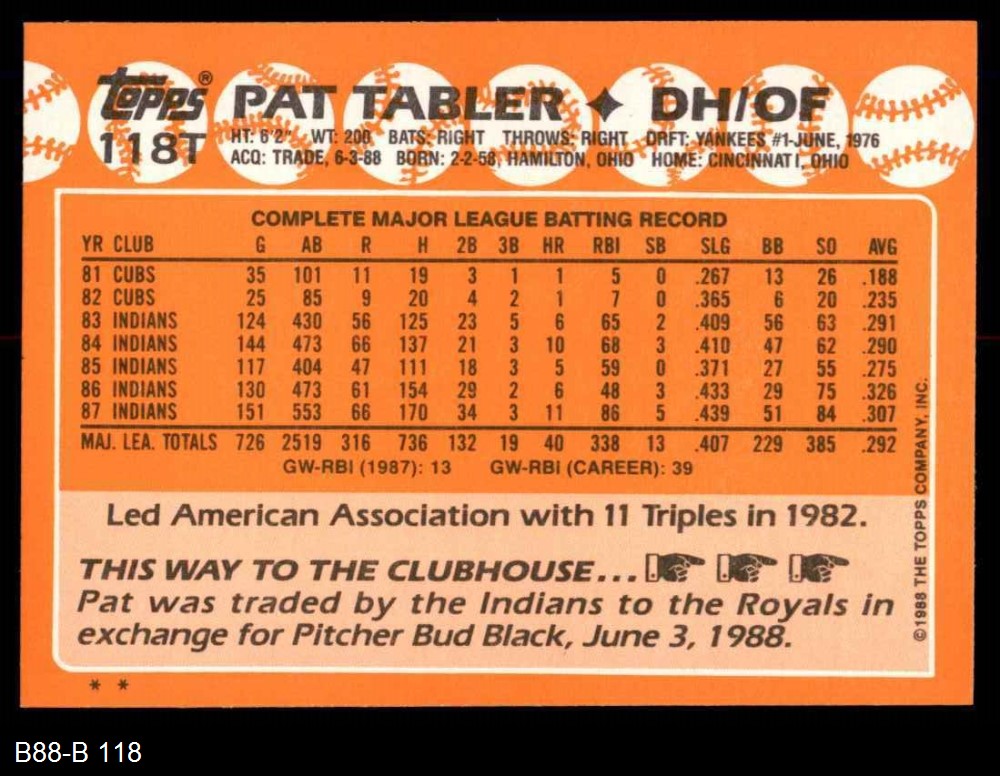 topps® PAT TABLER ✦ DH/OF
118T HT: 6'2" WT: 200 BATS: RIGHT THROWS: RIGHT DRFT: YANKEES #1-JUNE, 1976
ACQ: TRADE, 6-3-88 BORN: 2-2-58, HAMILTON, OHIO HOME: CINCINNATI, OHIO
COMPLETE MAJOR LEAGUE BATTING RECORD
YR CLUB G AB R H 2B 3B HR RBI SB SLG BB SO AVG
81 CUBS 35 101 11 19 3 1 1 5 0 .267 13 26 .188
82 CUBS 25 85 9 20 4 2 1 7 0 .365 6 20 .235
83 INDIANS 124 430 56 125 23 5 6 65 2 .409 56 63 .291
84 INDIANS 144 473 66 137 21 3 10 68 3 .410 47 62 .290
85 INDIANS 117 404 47 111 18 3 5 59 0 .371 27 55 .275
86 INDIANS 130 473 61 154 29 2 6 48 3 .433 29 75 .326
87 INDIANS 151 553 66 170 34 3 11 86 5 .439 51 84 .307
MAJ. LEA. TOTALS 726 2519 316 736 132 19 40 338 13 .407 229 385 .292
GW-RBI (1987): 13 GW-RBI (CAREER): 39
Led American Association with 11 Triples in 1982.
THIS WAY TO THE CLUBHOUSE...
Pat was traded by the Indians to the Royals in
exchange for Pitcher Bud Black, June 3, 1988.
©1988 THE TOPPS COMPANY, INC.
* *
B88-B 118